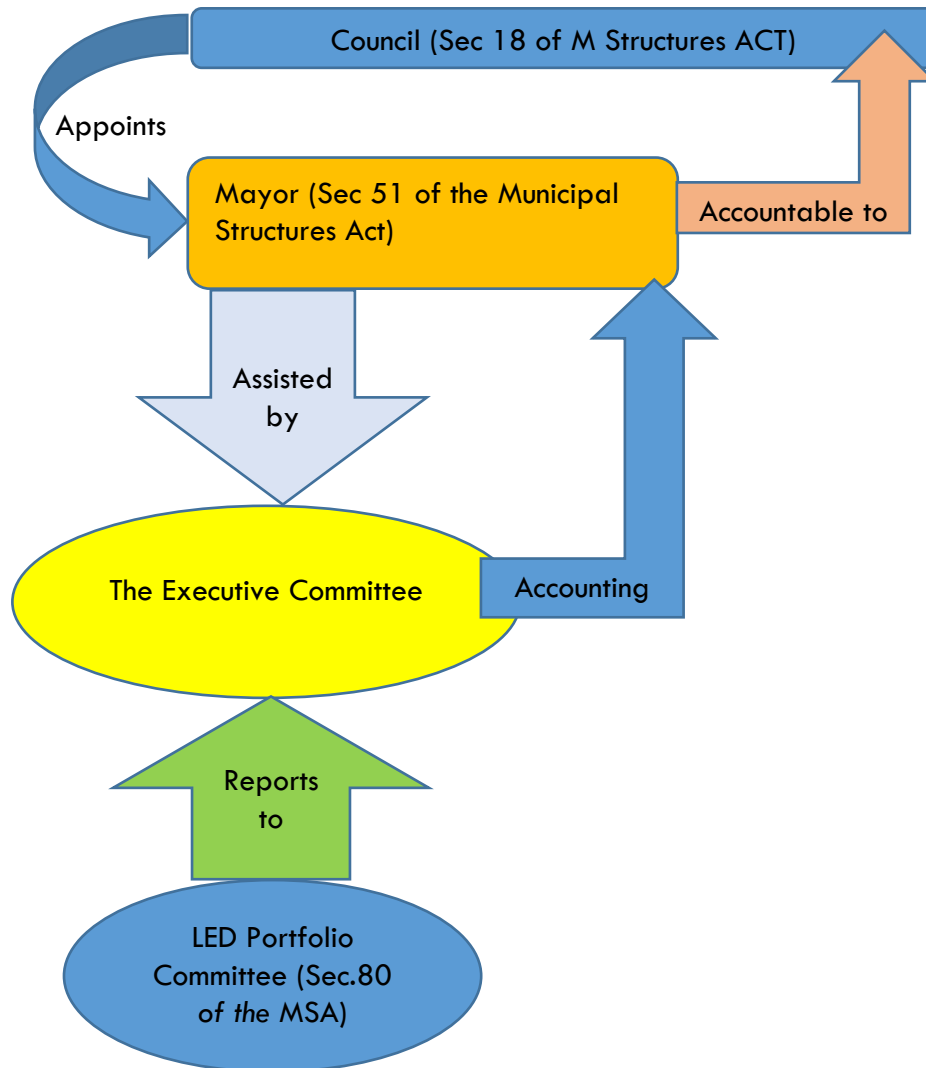 Council (Sec 18 of M Structures ACT)
Appoints
Mayor (Sec 51 of the Municipal
Structures Act)
Accountable to
Assisted
by
The Executive Committee
Accounting
Reports
to
LED Portfolio
Committee (Sec.80
of the MSA)